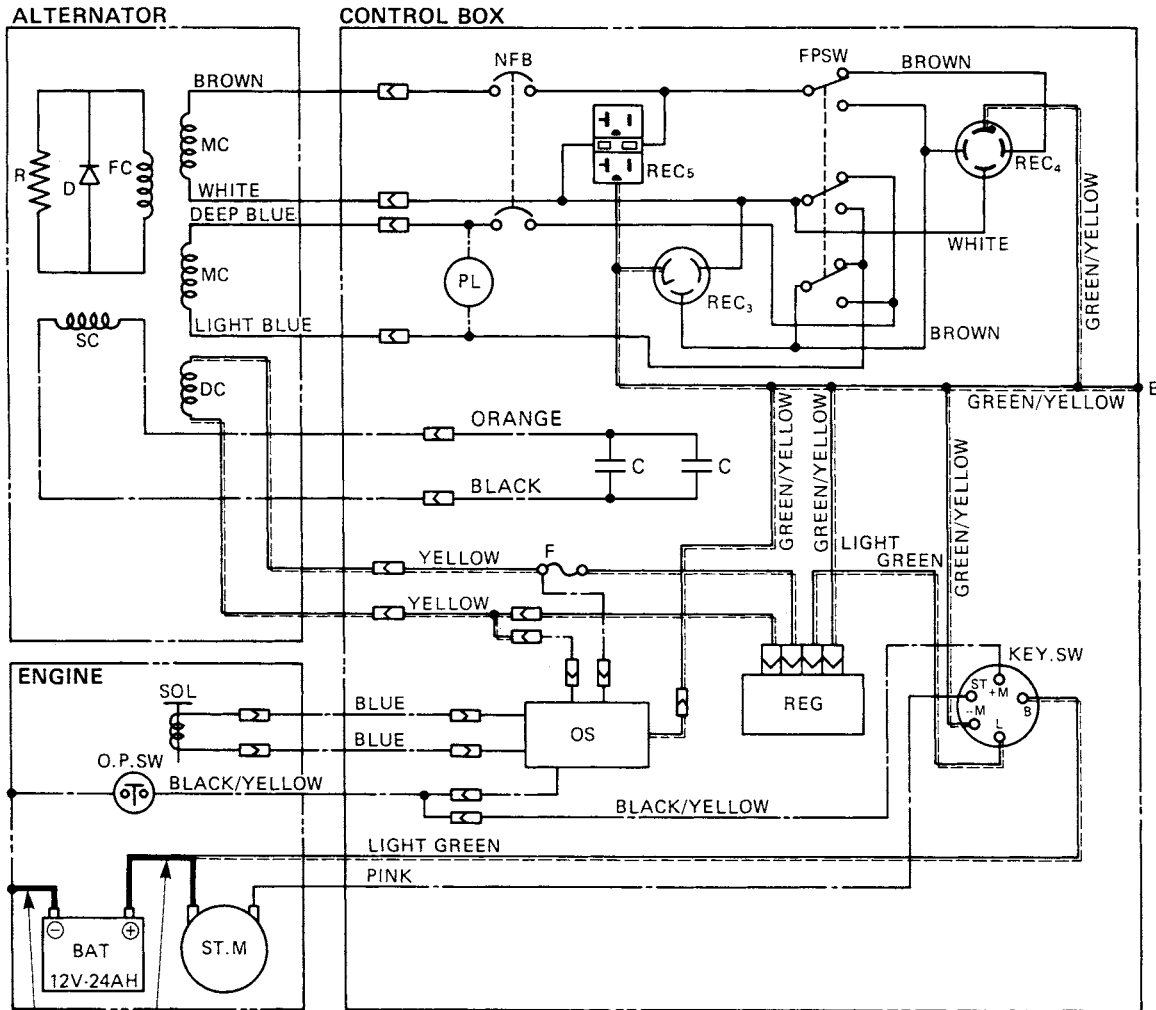 ALTERNATOR
CONTROL BOX
NFB
FPSW
BROWN
BROWN
MC
R
D
FC
REC5
REC4
WHITE
DEEP BLUE
WHITE
MC
PL
REC3
GREEN/YELLOW
LIGHT BLUE
SC
BROWN
DC
E
GREEN/YELLOW
ORANGE
C
C
BLACK
GREEN/YELLOW
GREEN/YELLOW
GREEN/YELLOW
LIGHT
GREEN
YELLOW
F
YELLOW
KEY.SW
ENGINE
SOL
BLUE
OS
REG
ST
+M
B
-M
L
BLUE
O.P.SW
BLACK/YELLOW
BLACK/YELLOW
LIGHT GREEN
PINK
⊖
⊕
BAT
12V-24AH
ST.M